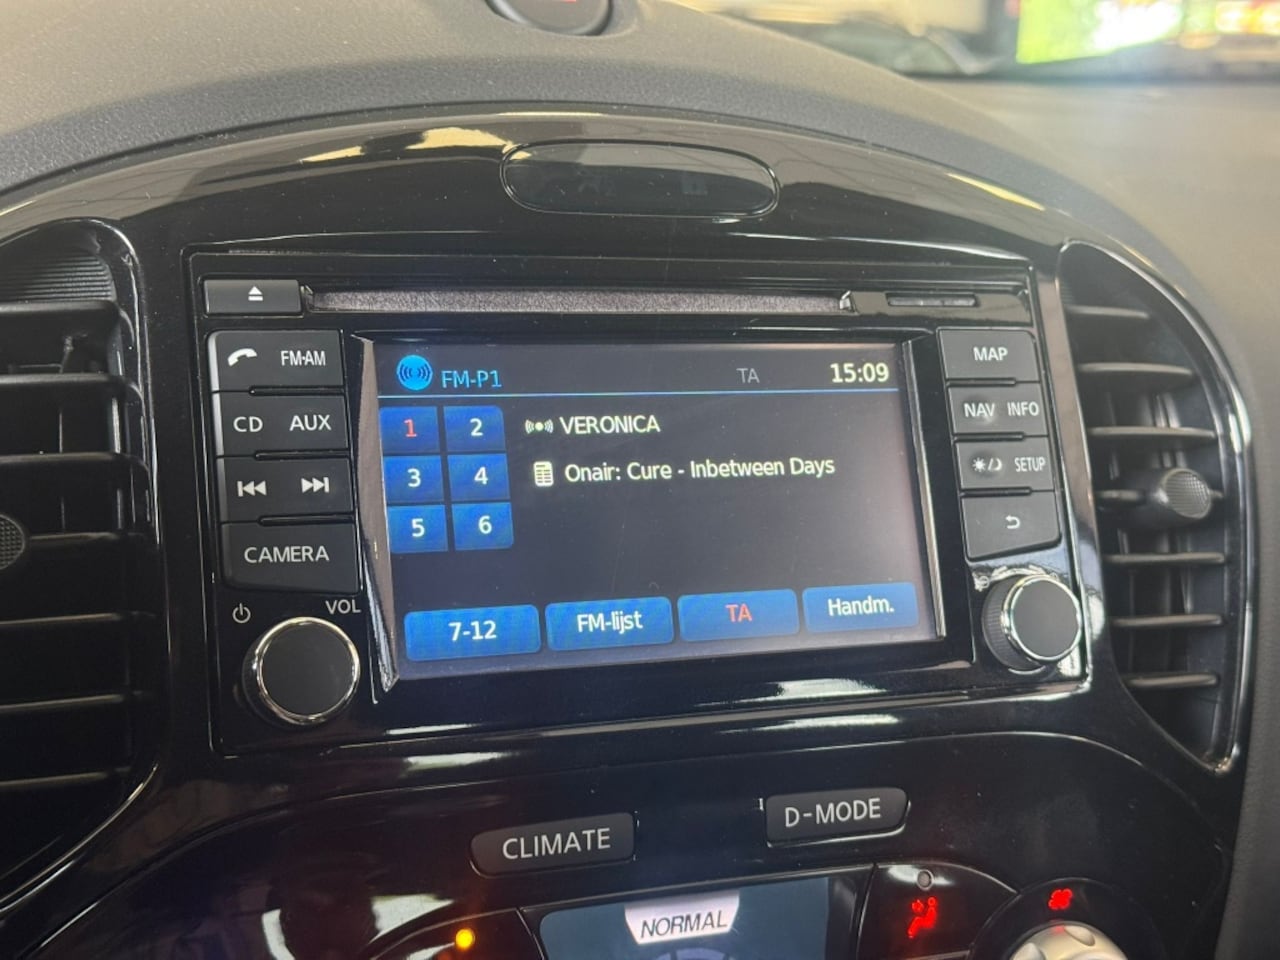 FM·AM
CD AUX
CAMERA
VOL
FM-P1 TA 15:09
1 2
3 4
5 6
VERONICA
Onair: Cure - Inbetween Days
7-12 FM-lijst TA Handm.
MAP
NAV INFO
SETUP
CLIMATE D-MODE
NORMAL